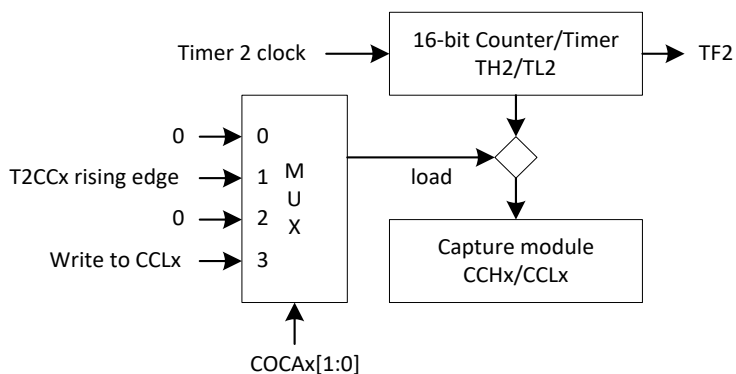 Timer 2 clock
16-bit Counter/Timer
TH2/TL2
TF2
0
0
T2CCx rising edge
1
0
2
Write to CCLx
3
M
U
X
load
Capture module
CCHx/CCLx
COCAx[1:0]